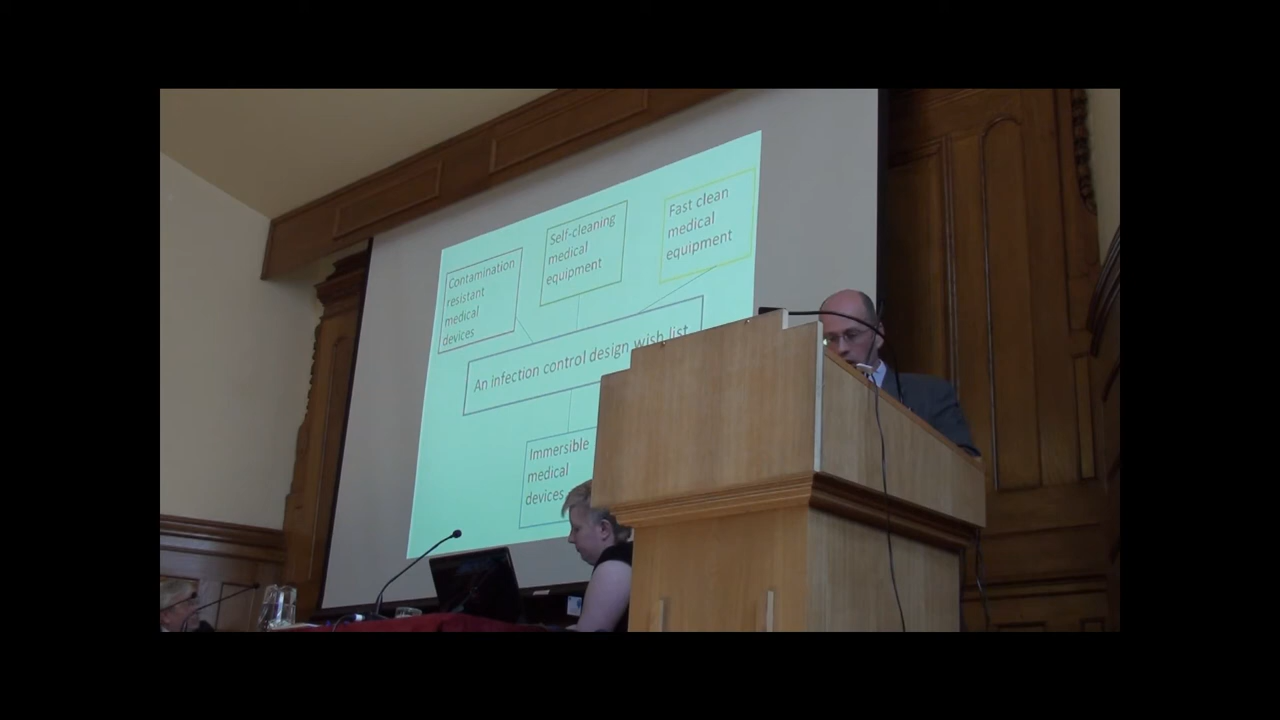 Contamination
resistant
medical
devices
Self-cleaning
medical
equipment
Fast clean
medical
equipment
An infection control design wish list
Immersible
medical
devices